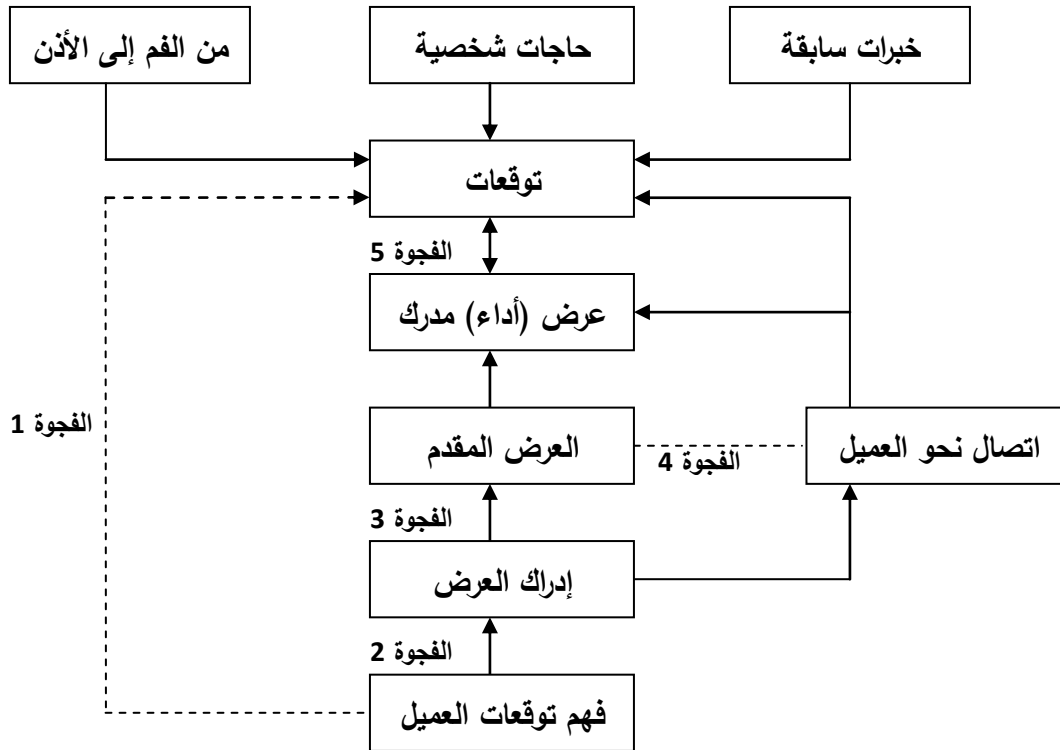 خبرات سابقة
حاجات شخصية
من الفم إلى الأذن
توقعات
الفجوة 5
عرض (أداء) مدرك
الفجوة 1
اتصال نحو العميل
الفجوة 4
العرض المقدم
الفجوة 3
إدراك العرض
الفجوة 2
فهم توقعات العميل